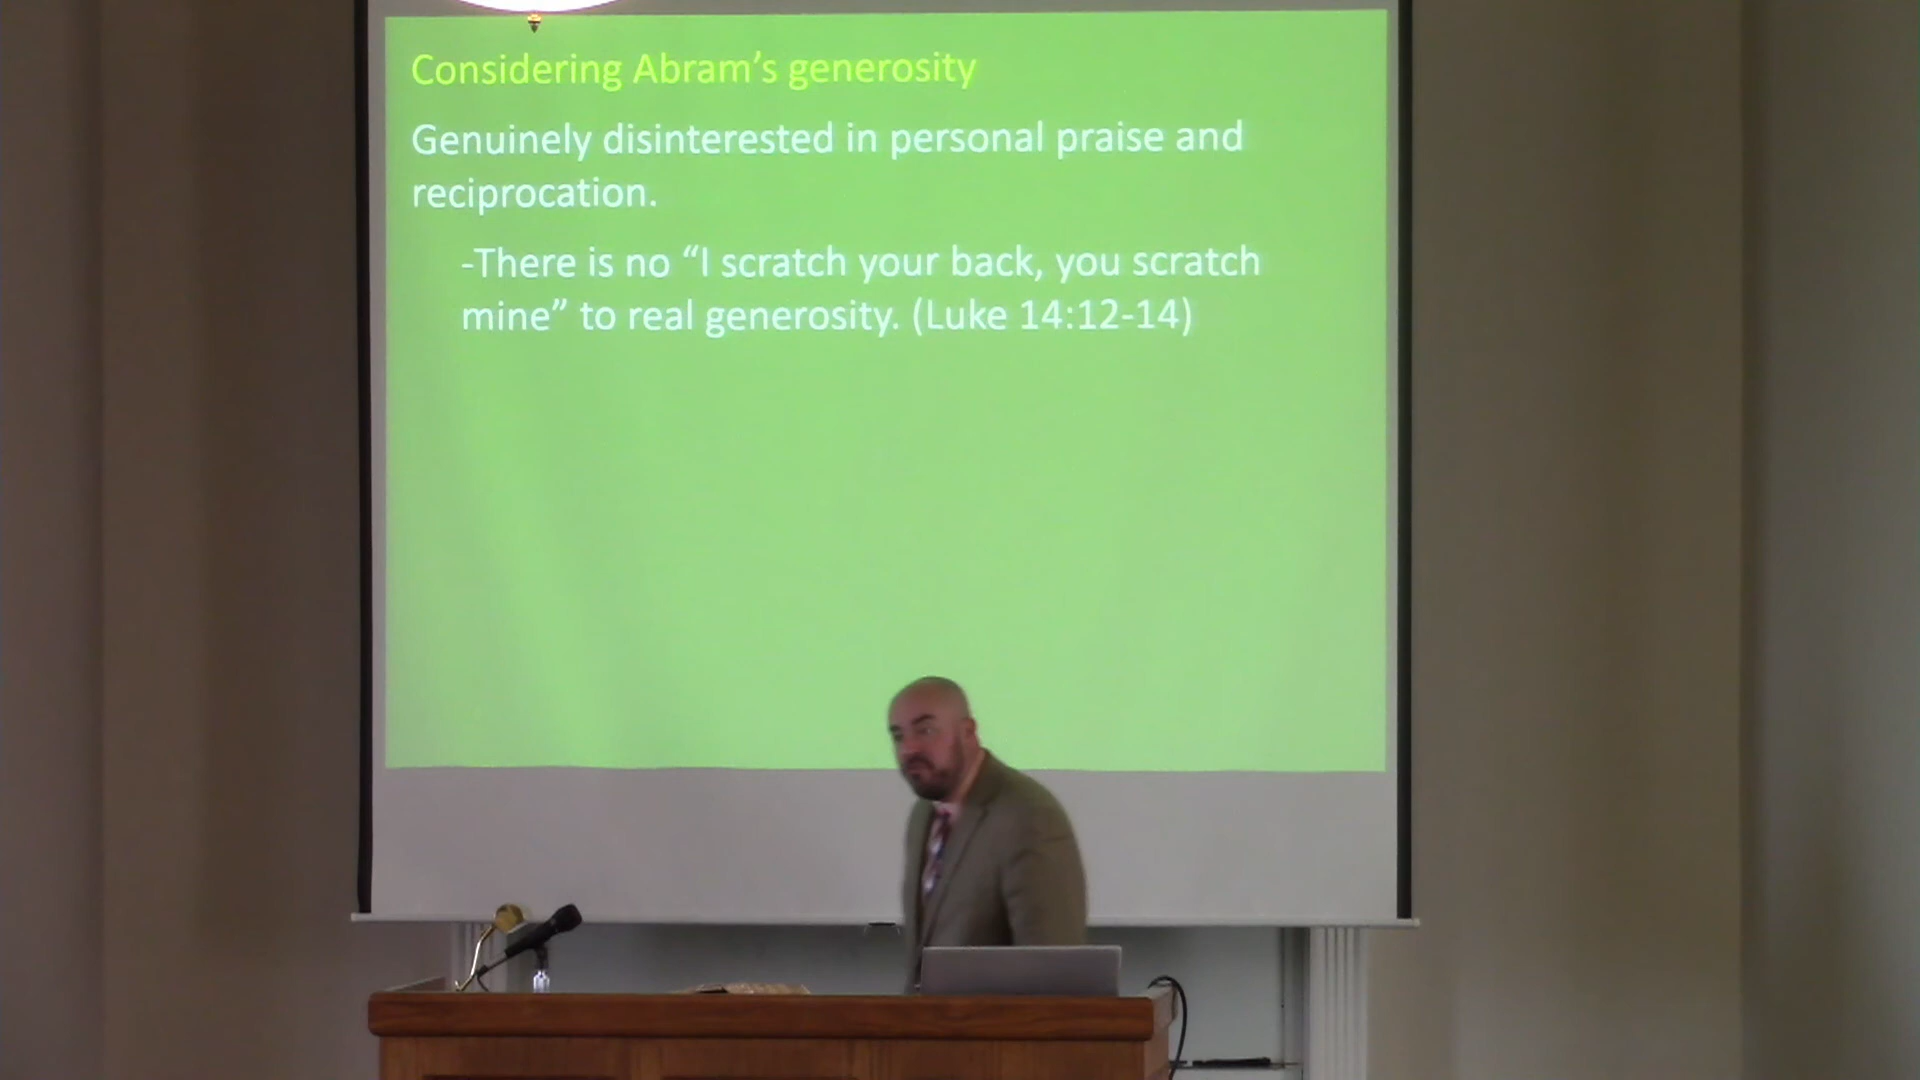 Considering Abram’s generosity
Genuinely disinterested in personal praise and
reciprocation.
-There is no “I scratch your back, you scratch
mine” to real generosity. (Luke 14:12-14)